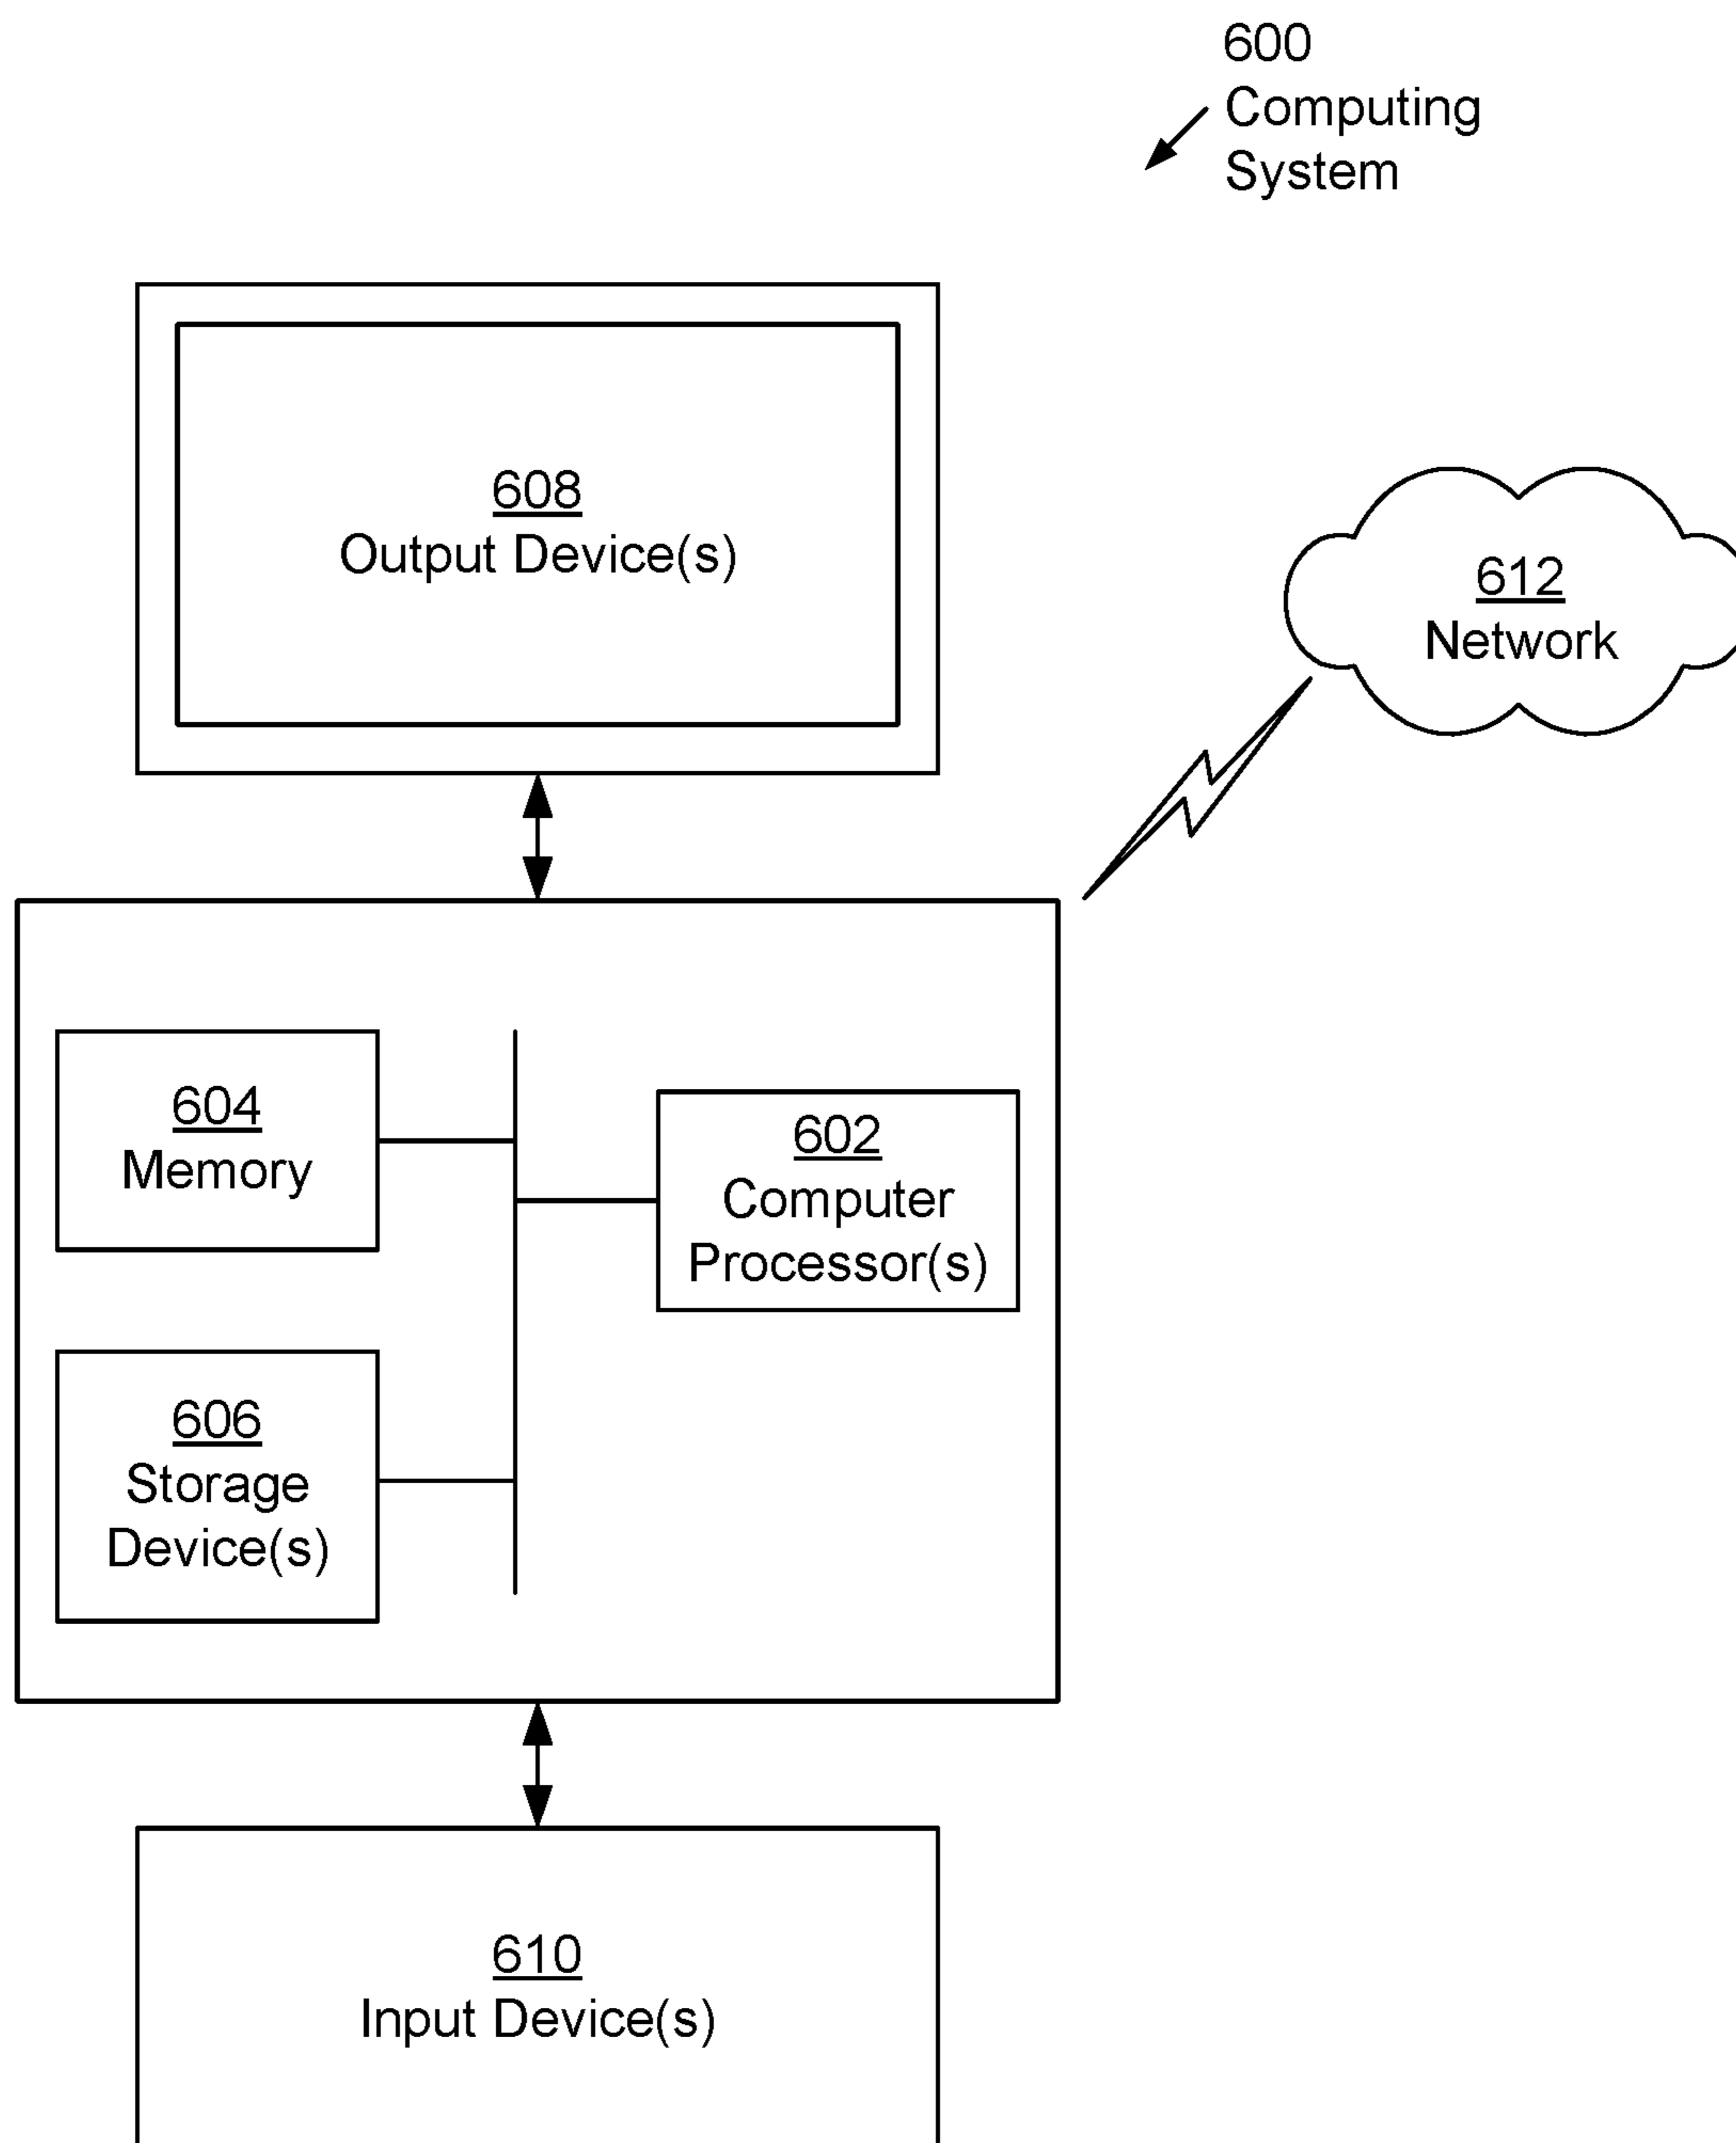 600
Computing
System
608
Output Device(s)
612
Network
604
Memory
602
Computer
Processor(s)
606
Storage
Device(s)
610
Input Device(s)